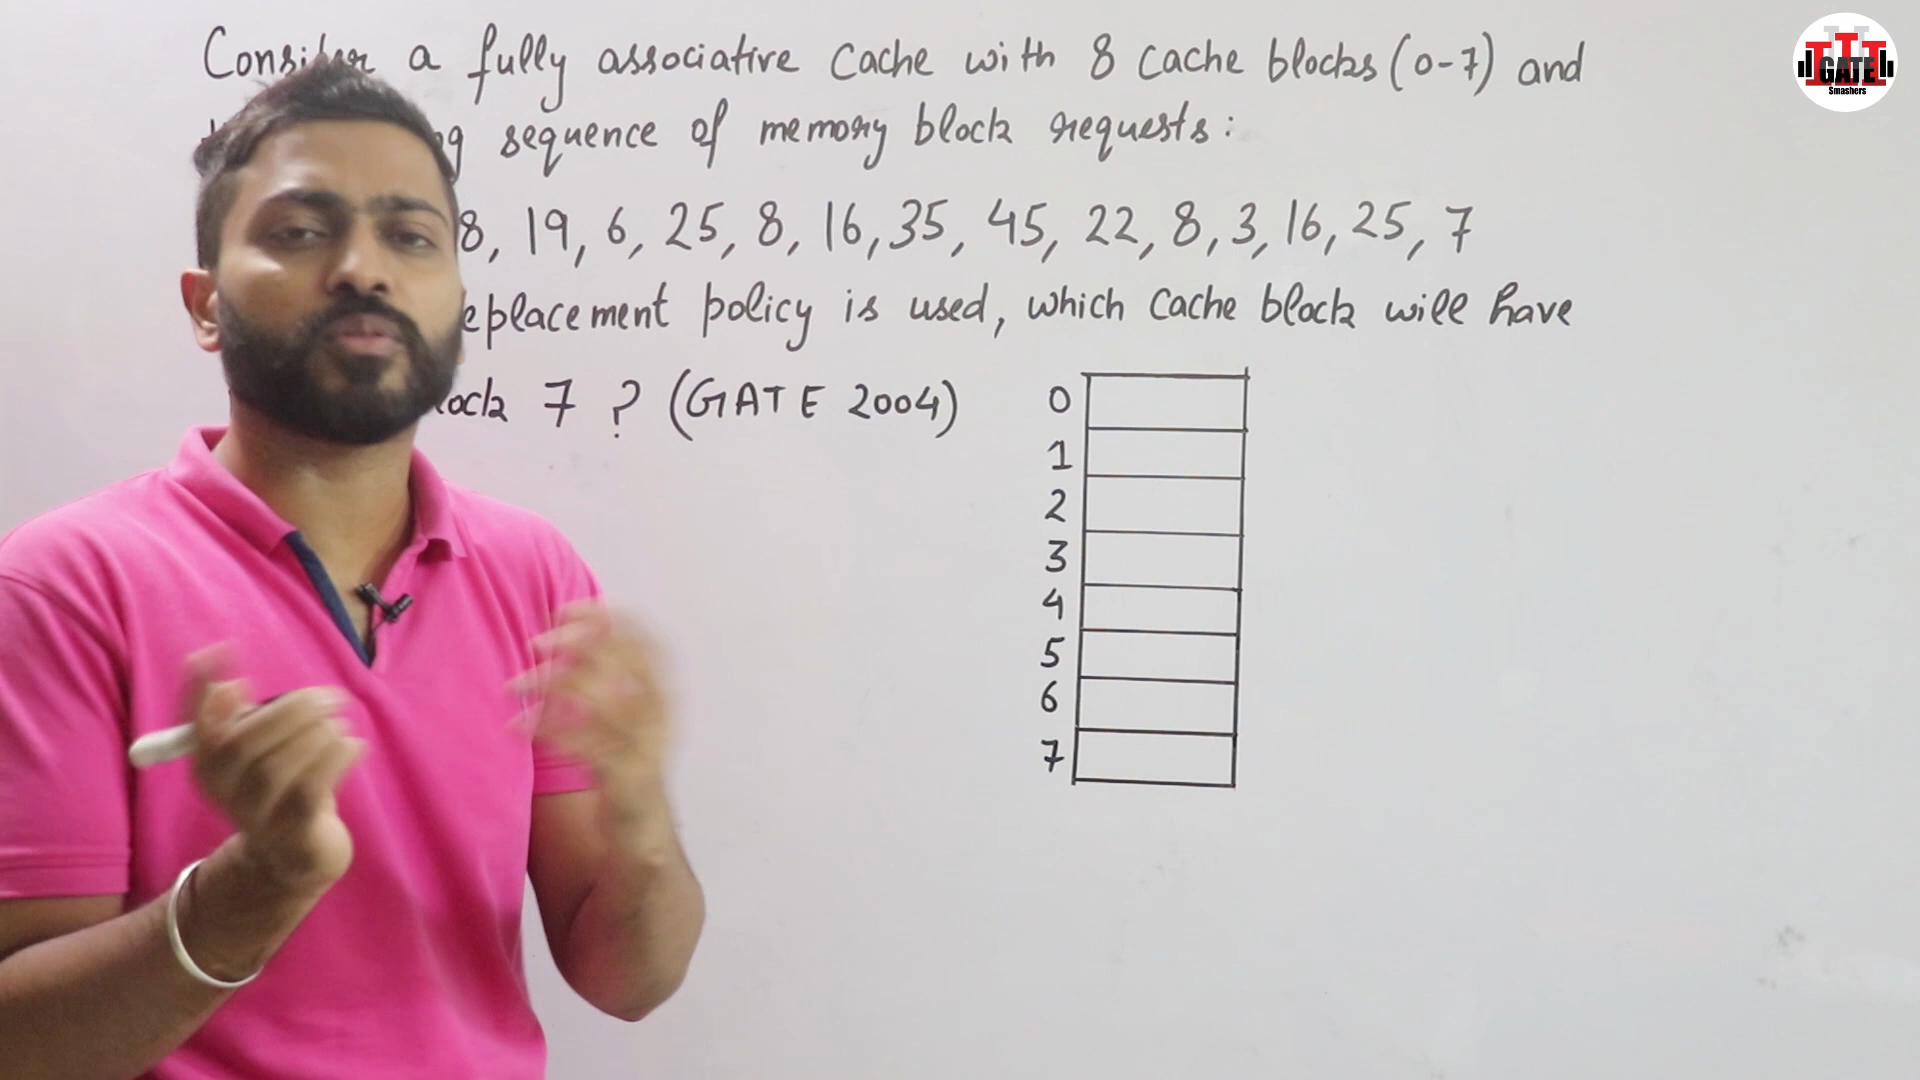 Consider a fully associative Cache with 8 Cache blocks (0-7) and
sequence of memory block requests:
8, 19, 6, 25, 8, 16, 35, 45, 22, 8, 3, 16, 25, 7
eplacement policy is used, which Cache block will have
lock 7 ? (GATE 2004)
0
1
2
3
4
5
6
7
GATE
Smashers